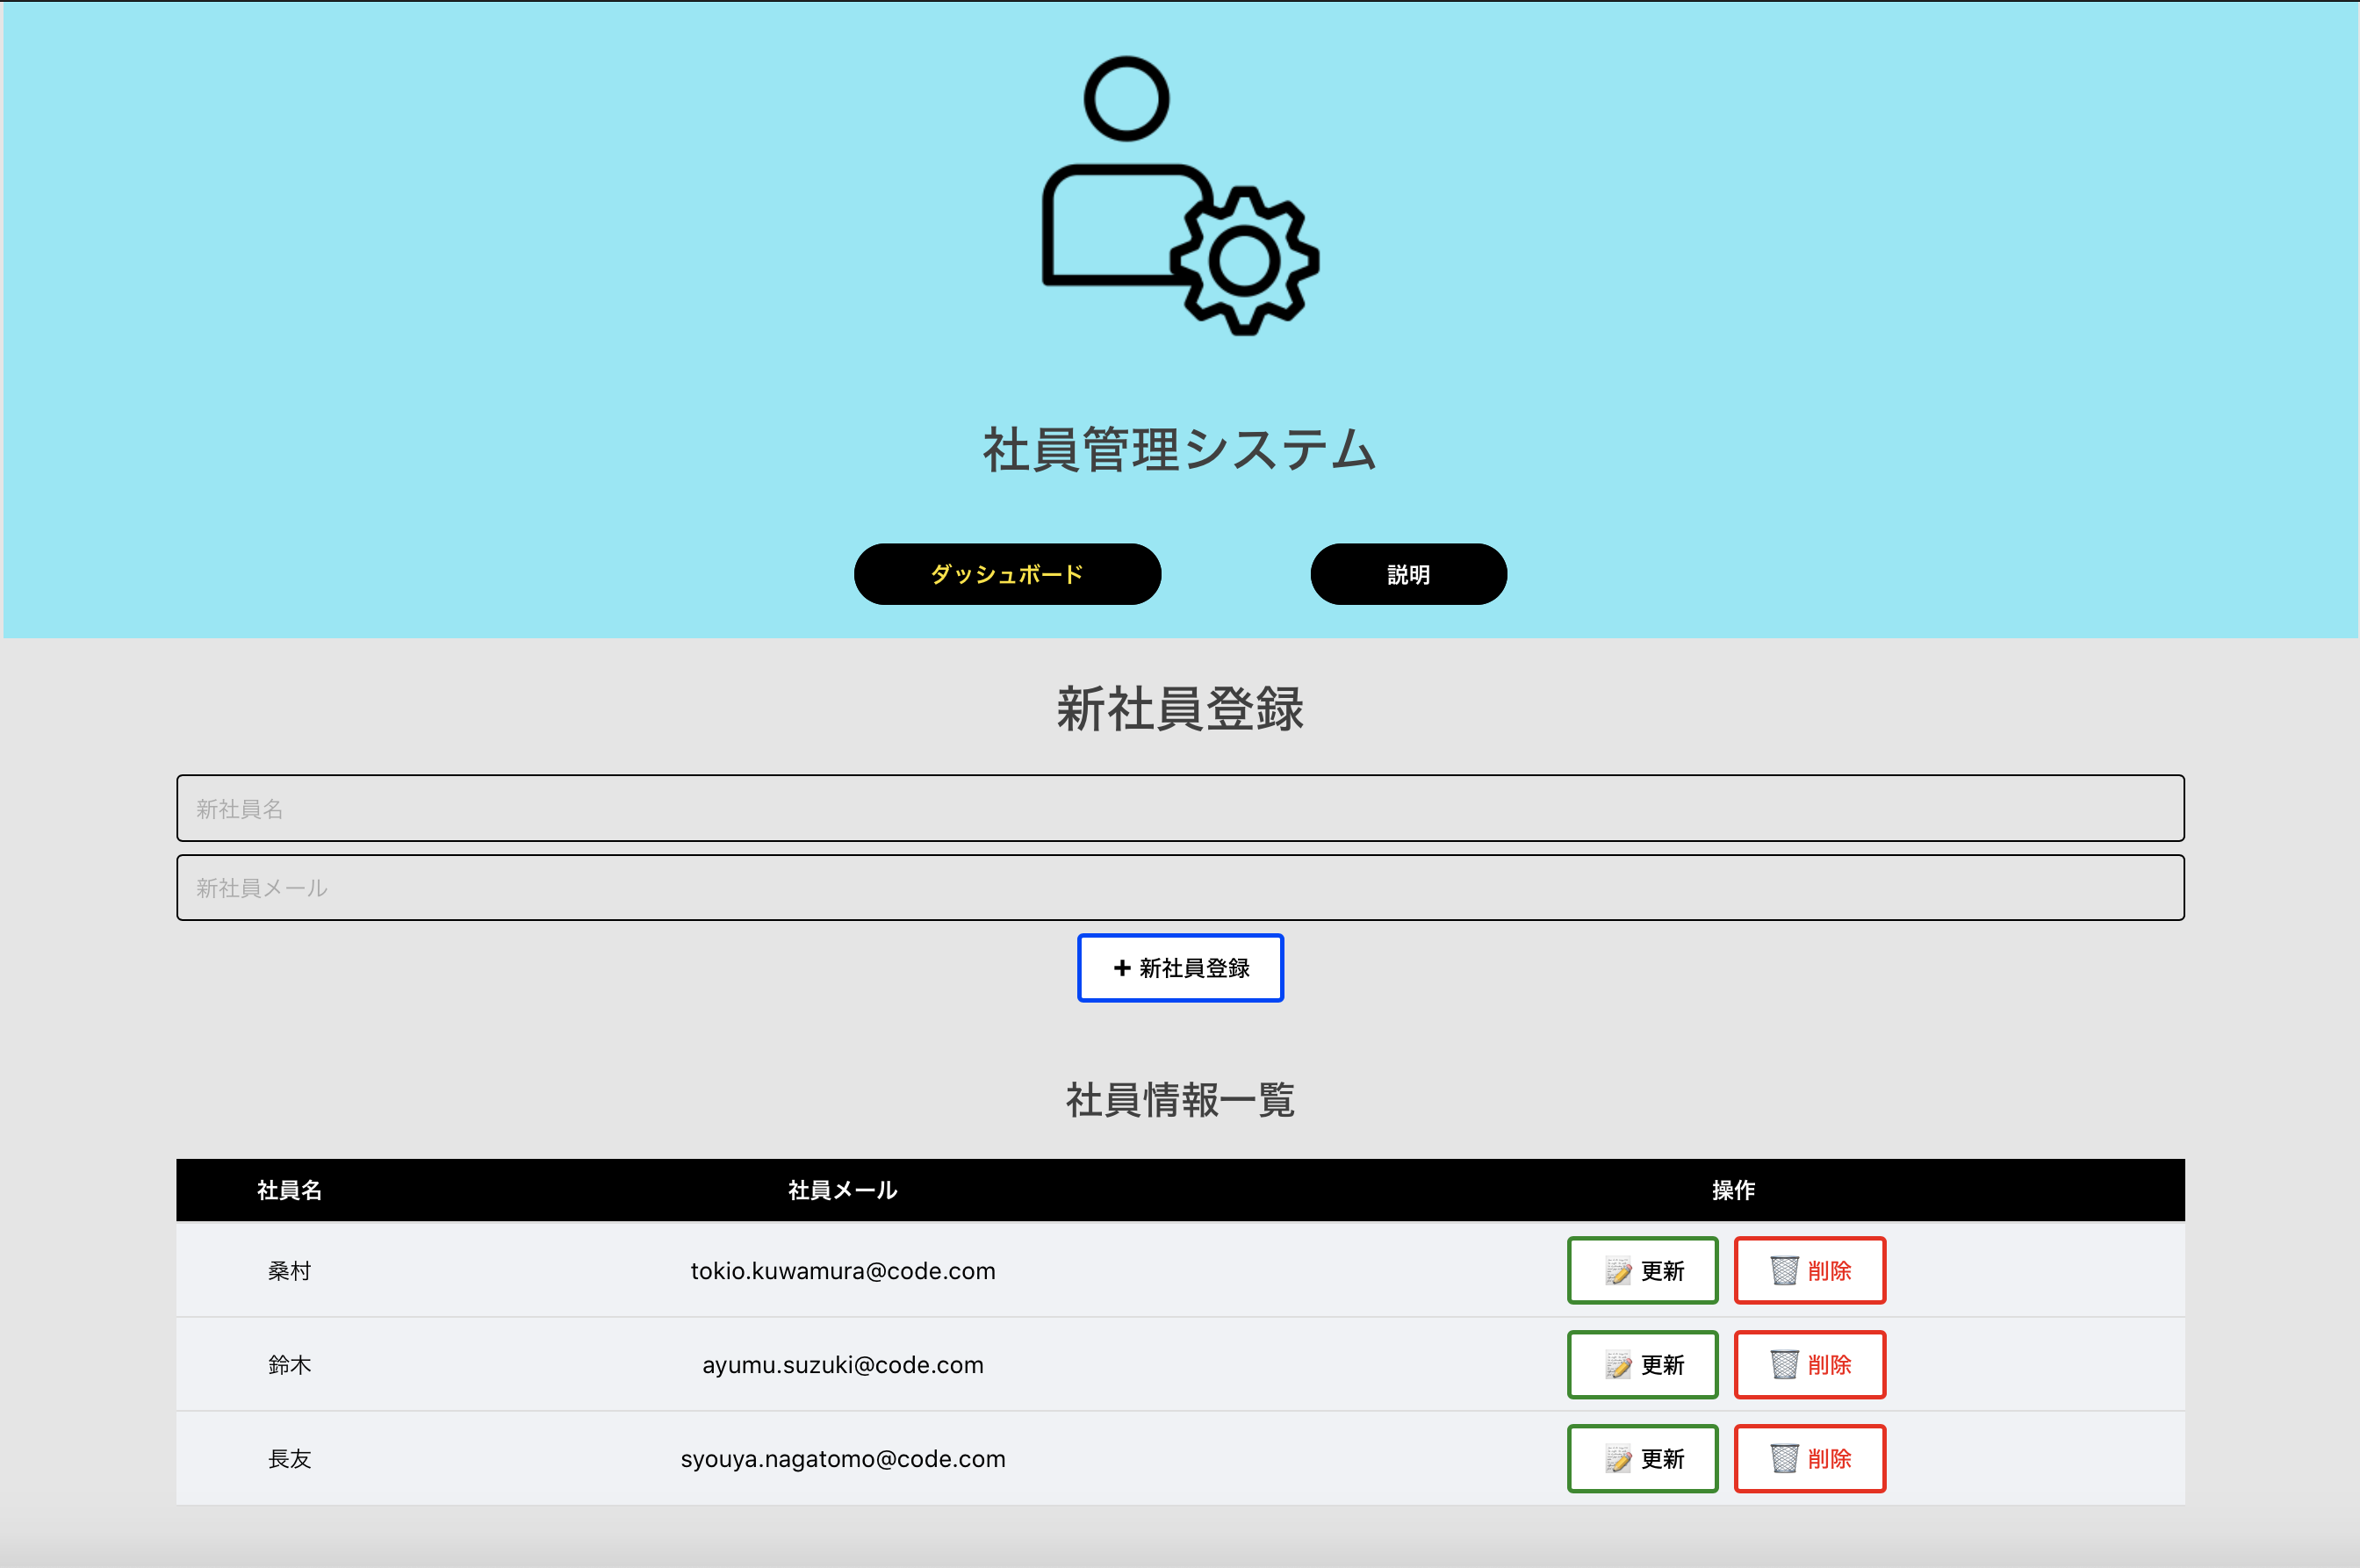 社員管理システム
ダッシュボード 説明
新社員登録
新社員名
新社員メール
+ 新社員登録
社員情報一覧
社員名 社員メール 操作
桑村 tokio.kuwamura@code.com 更新 削除
鈴木 ayumu.suzuki@code.com 更新 削除
長友 syouya.nagatomo@code.com 更新 削除